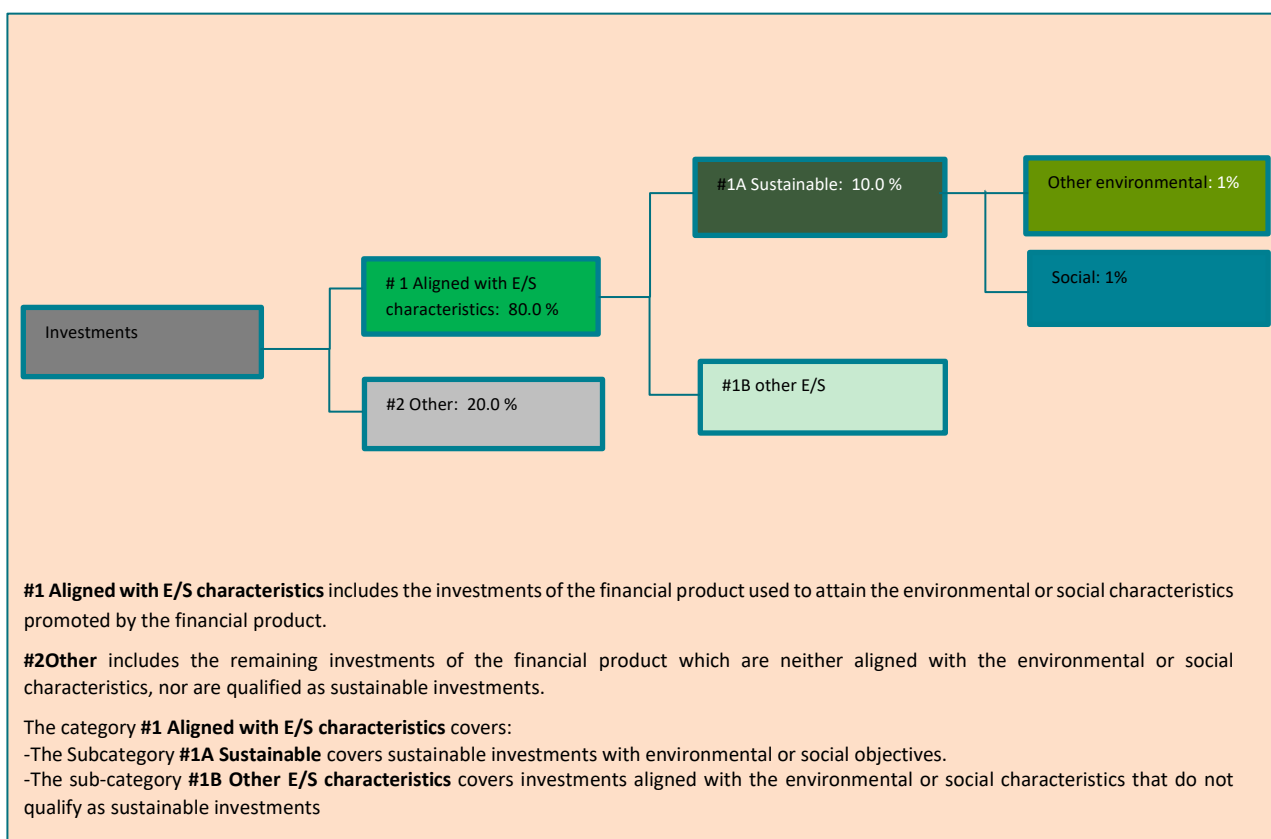 #1A Sustainable: 10.0 %
Other environmental: 1%
# 1 Aligned with E/S
characteristics: 80.0 %
Social: 1%
Investments
#2 Other: 20.0 %
#1B other E/S
#1 Aligned with E/S characteristics includes the investments of the financial product used to attain the environmental or social characteristics
promoted by the financial product.
#2Other includes the remaining investments of the financial product which are neither aligned with the environmental or social
characteristics, nor are qualified as sustainable investments.
The category #1 Aligned with E/S characteristics covers:
-The Subcategory #1A Sustainable covers sustainable investments with environmental or social objectives.
-The sub-category #1B Other E/S characteristics covers investments aligned with the environmental or social characteristics that do not
qualify as sustainable investments